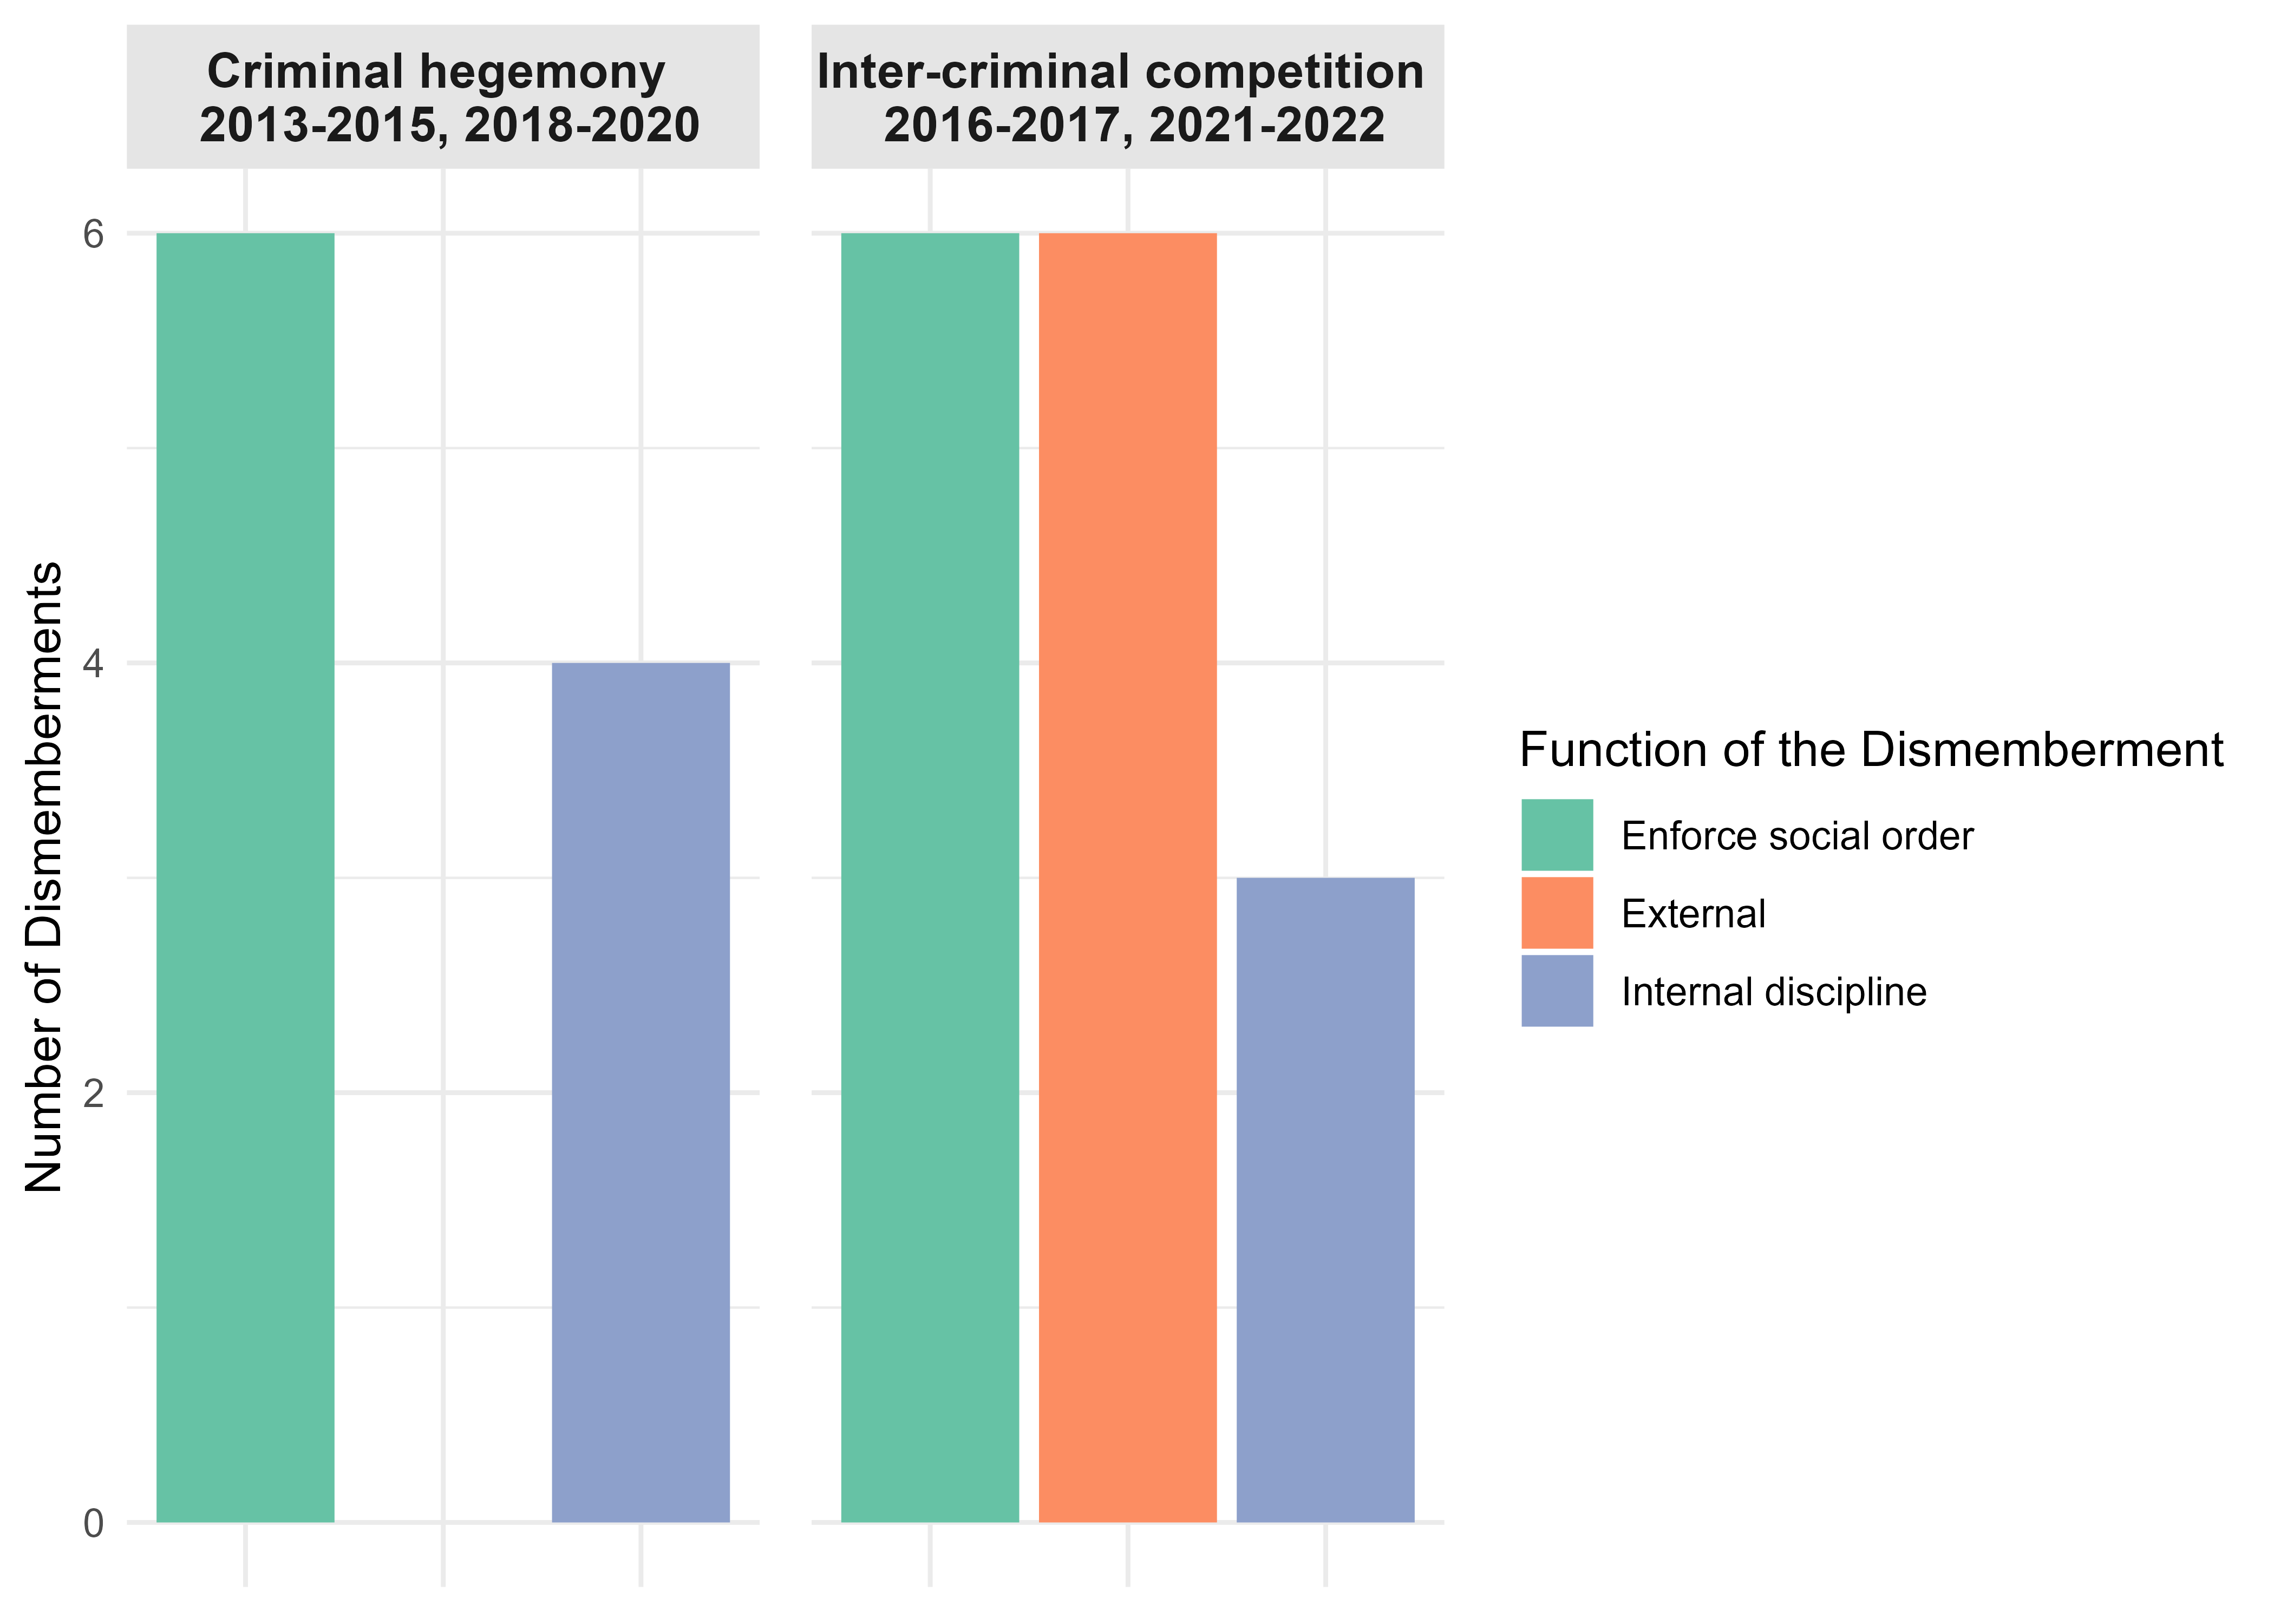 Criminal hegemony
2013-2015, 2018-2020
Inter-criminal competition
2016-2017, 2021-2022
Number of Dismemberments
6
4
2
0
Function of the Dismemberment
Enforce social order
External
Internal discipline